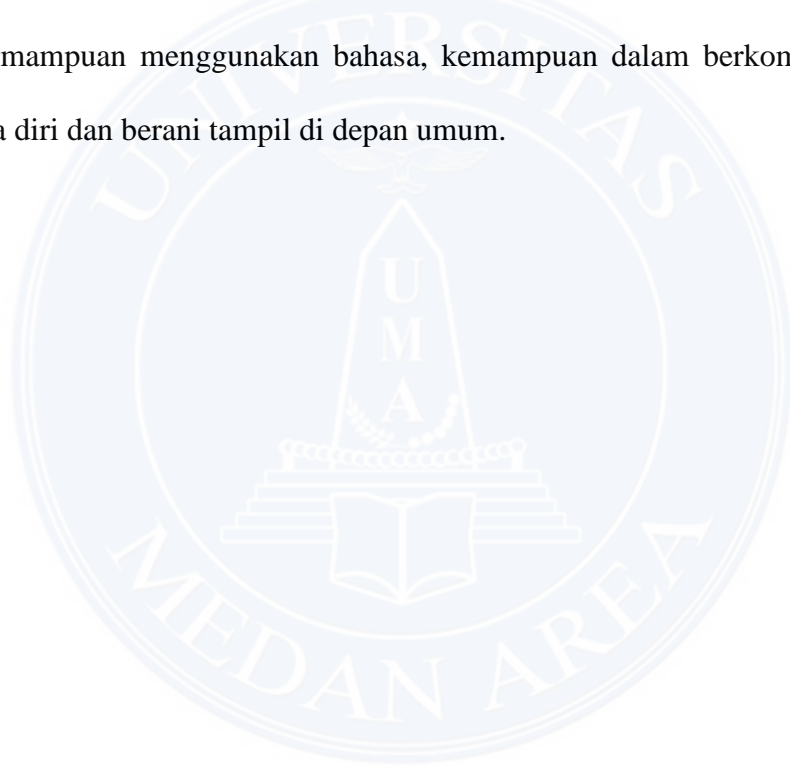 mampuan menggunakan bahasa, kemampuan dalam berkon
a diri dan berani tampil di depan umum.
UNIVERSITAS
U
M
A
MEDAN AREA